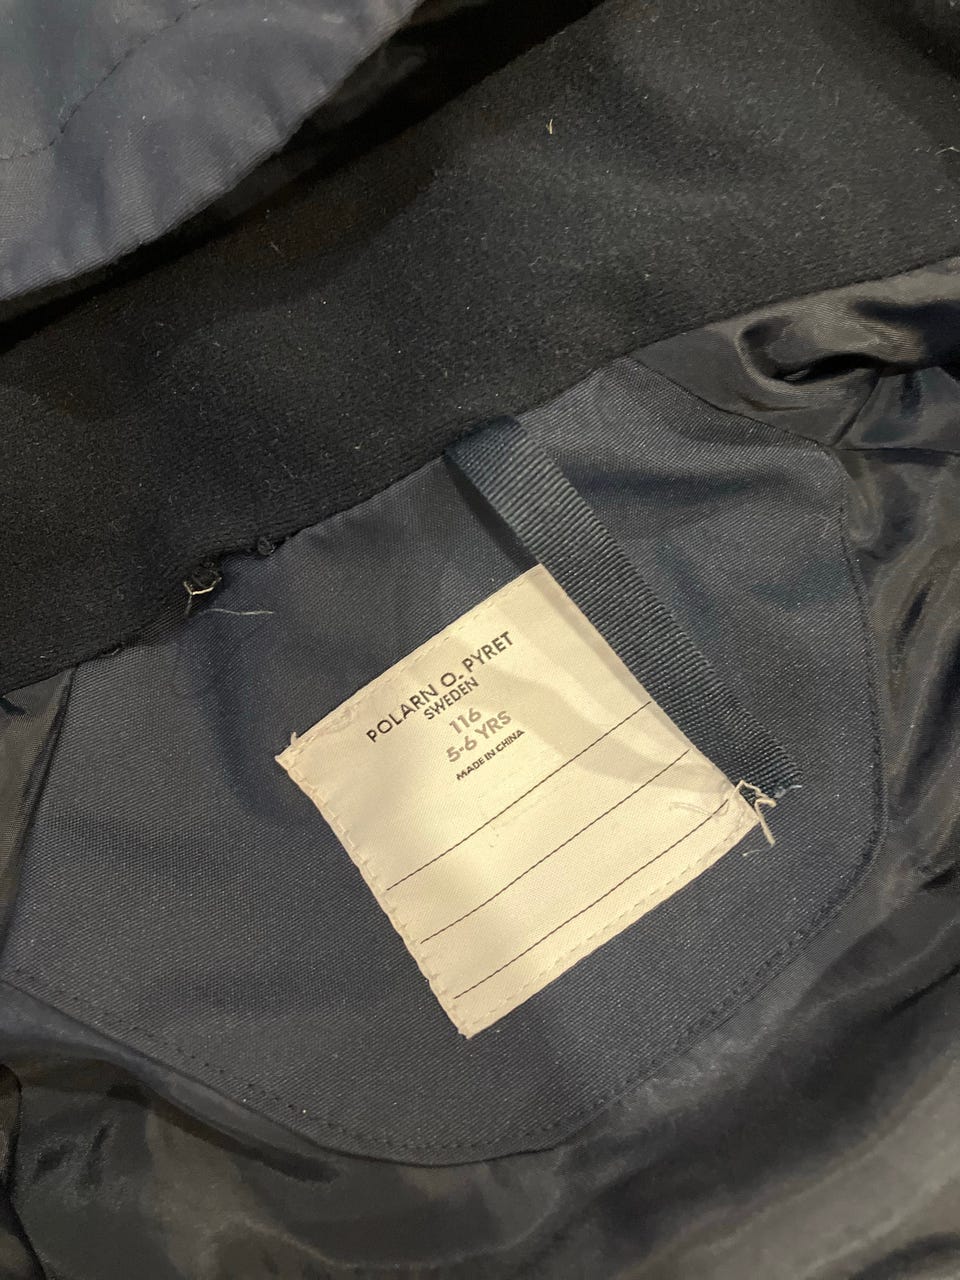 POLARN O. PYRET
SWEDEN
116
5-6 YRS
MADE IN CHINA